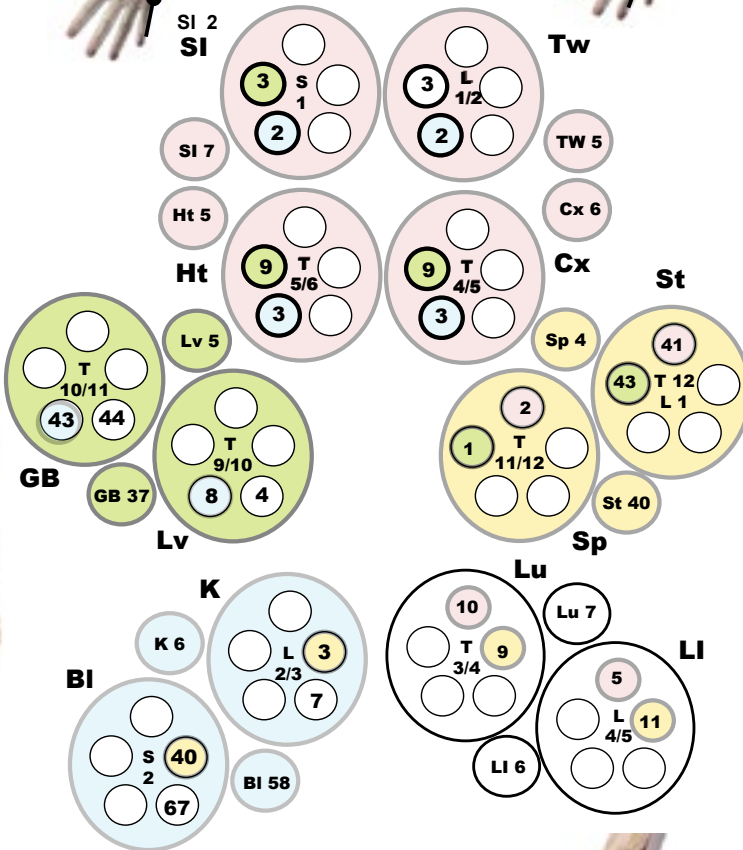 SI 2
SI
Tw
3
S
1
2
3
L
1/2
2
SI 7
TW 5
Ht 5
Cx 6
Ht
9
T
5/6
3
9
T
4/5
3
Cx
St
Lv 5
Sp 4
T
10/11
43
44
41
43
T 12
L 1
GB
GB 37
T
9/10
8
4
Lv
2
1
T
11/12
St 40
Sp
K
Lu
K 6
L
2/3
3
7
10
T
3/4
9
Lu 7
LI
BI
S
2
40
67
BI 58
5
L
4/5
11
LI 6